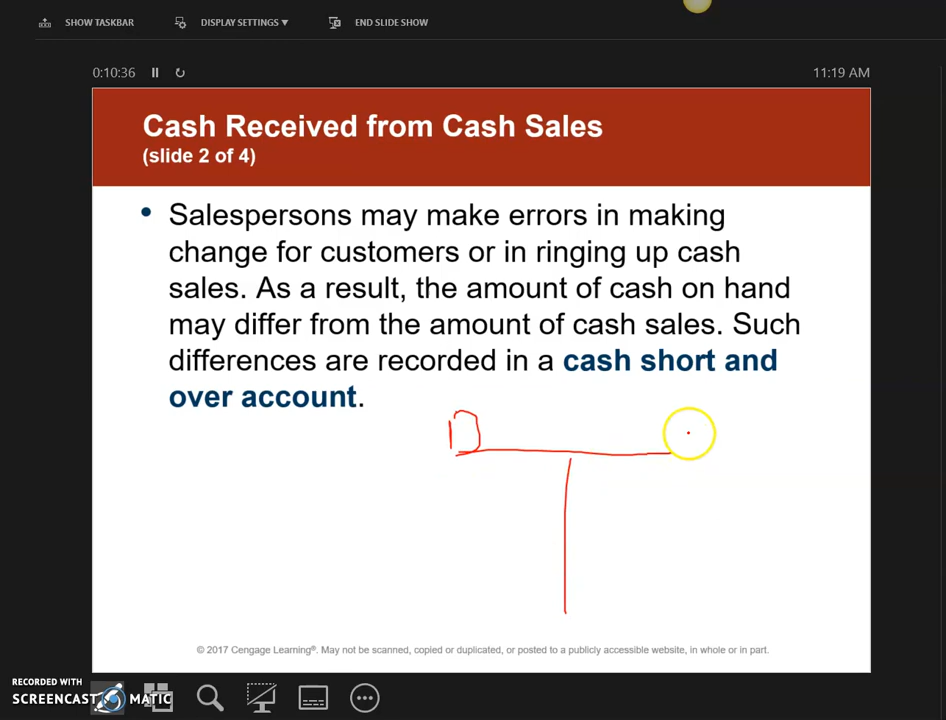 SHOW TASKBAR DISPLAY SETTINGS ▼ END SLIDE SHOW
0:10:36 11:19 AM
Cash Received from Cash Sales
(slide 2 of 4)
• Salespersons may make errors in making
change for customers or in ringing up cash
sales. As a result, the amount of cash on hand
may differ from the amount of cash sales. Such
differences are recorded in a cash short and
over account.
D
© 2017 Cengage Learning®. May not be scanned, copied or duplicated, or posted to a publicly accessible website, in whole or in part.
RECORDED WITH
SCREENCAST MATIC